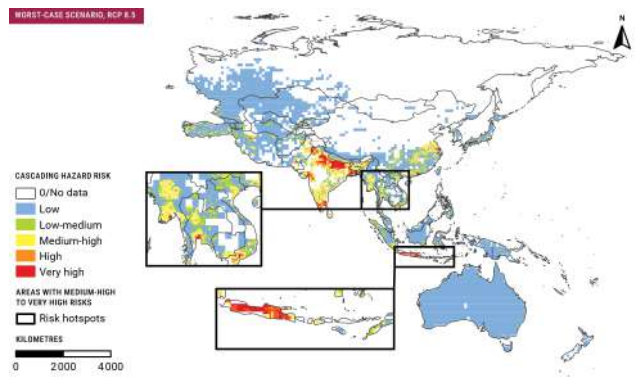 WORST-CASE SCENARIO, RCP 8.5
N
CASCADING HAZARD RISK
0/No data
Low
Low-medium
Medium-high
High
Very high
AREAS WITH MEDIUM-HIGH
TO VERY HIGH RISKS
Risk hotspots
KILOMETRES
0 2000 4000